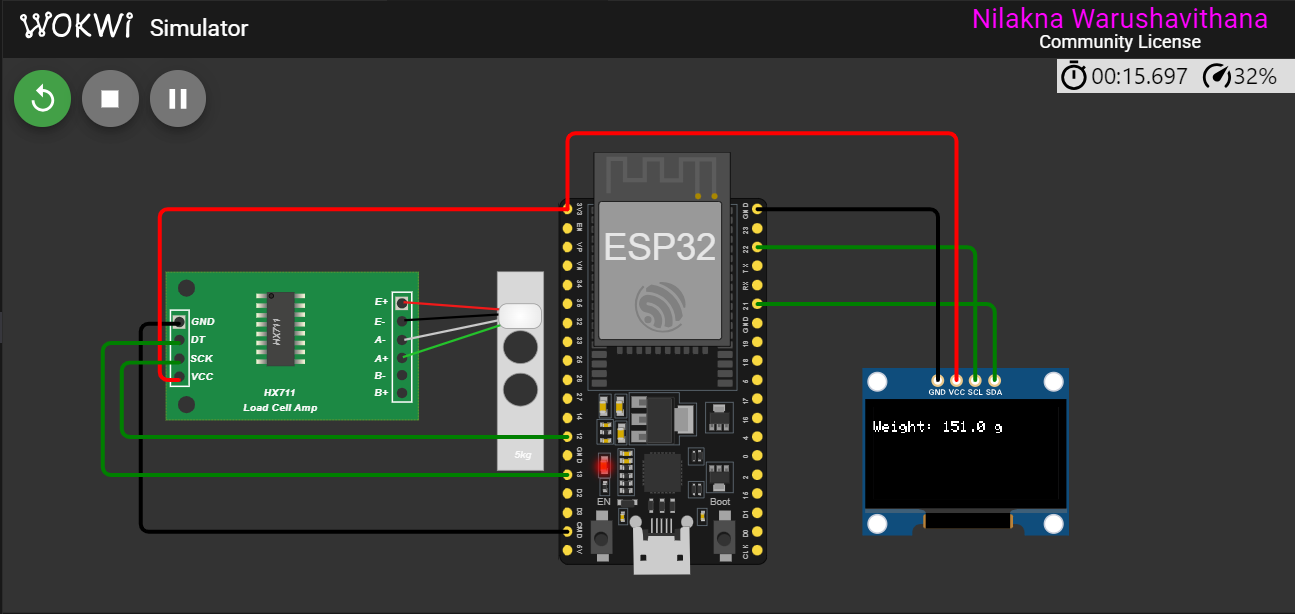 WOKWi Simulator
Nilakna Warushavithana
Community License
00:15.697 32%
ESP32
3V3
EN
VP
VN
34
35
32
33
25
26
27
14
12
GND
13
D2
D3
CMD
5V
GND
23
22
TX
RX
21
GND
19
18
5
17
16
4
0
2
15
D1
D0
CLK
EN
Boot
GND
DT
SCK
VCC
HX711
E+
E-
A-
A+
B-
B+
HX711
Load Cell Amp
5kg
GND VCC SCL SDA
Weight: 151.0 g